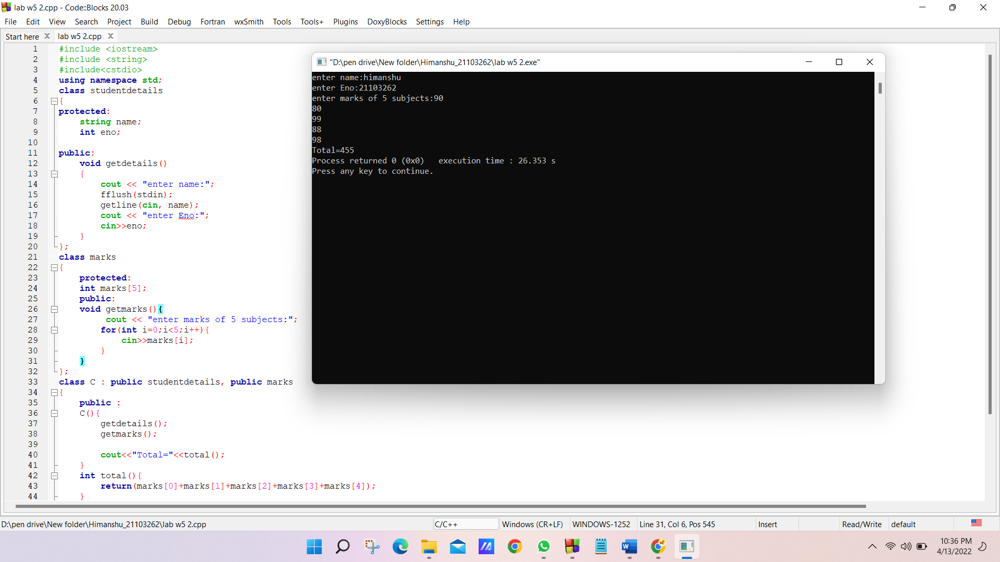 lab w5 2.cpp - Code::Blocks 20.03
File Edit View Search Project Build Debug Fortran wxSmith Tools Tools+ Plugins DoxyBlocks Settings Help
Start here X lab w5 2.cpp X
1 #include <iostream>
2 #include <string>
3 #include<cstdio>
4 using namespace std;
5 class studentdetails
6 {
7 protected:
8 string name;
9 int eno;
10
11 public:
12 void getdetails()
13 {
14 cout << "enter name:";
15 fflush(stdin);
16 getline(cin, name);
17 cout << "enter Eno:";
18 cin>>eno;
19 }
20 };
21 class marks
22 {
23 protected:
24 int marks[5];
25 public:
26 void getmarks(){
27 cout << "enter marks of 5 subjects:";
28 for(int i=0;i<5;i++){
29 cin>>marks[i];
30 }
31 }
32 };
33 class C : public studentdetails, public marks
34 {
35 public :
36 C(){
37 getdetails();
38 getmarks();
39
40 cout<<"Total="<<total();
41 }
42 int total(){
43 return(marks[0]+marks[1]+marks[2]+marks[3]+marks[4]);
44 }
"D:\pen drive\New folder\Himanshu_21103262\lab w5 2.exe"
enter name:himanshu
enter Eno:21103262
enter marks of 5 subjects:90
80
99
88
98
Total=455
Process returned 0 (0x0)   execution time : 26.353 s
Press any key to continue.
D:\pen drive\New folder\Himanshu_21103262\lab w5 2.cpp C/C++ Windows (CR+LF) WINDOWS-1252 Line 31, Col 6, Pos 545 Insert Read/Write default
10:36 PM
4/13/2022